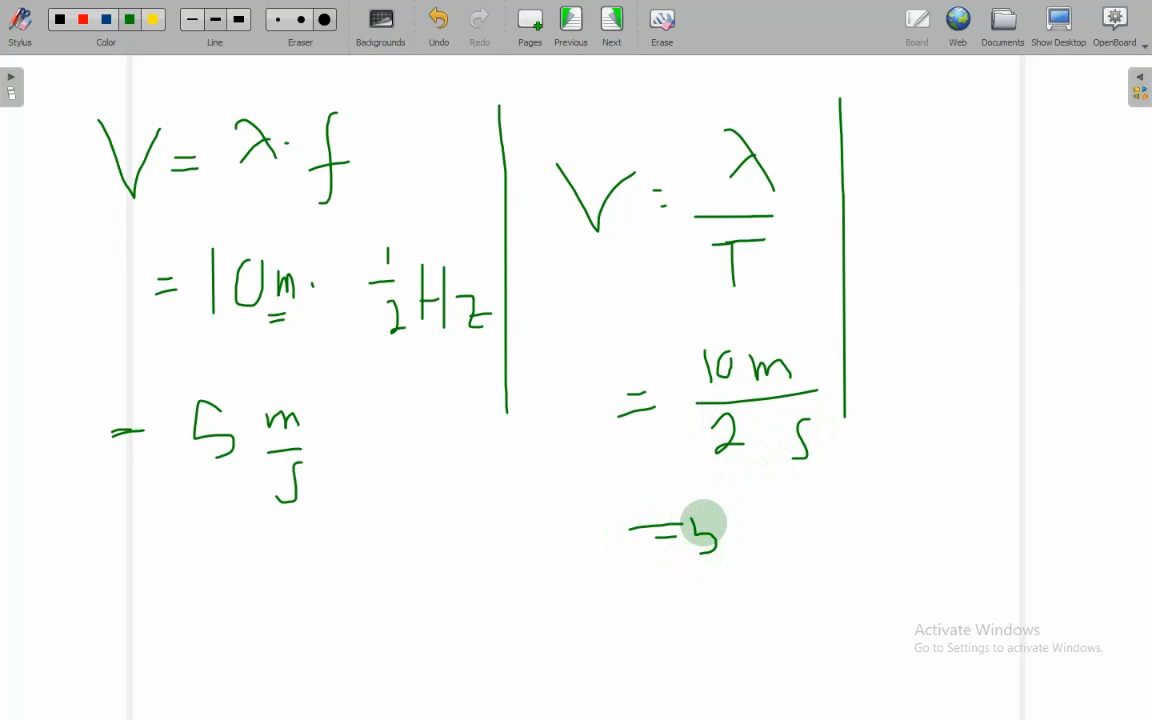 Stylus
Color
Line
Eraser
Backgrounds
Undo
Redo
Pages
Previous
Next
Erase
Board
Web
Documents
Show Desktop
OpenBoard
V = λ · f
= 10m · 1/2 Hz
= 5 m/s
V = λ/T
= 10 m / 2 s
= 5
Activate Windows
Go to Settings to activate Windows.